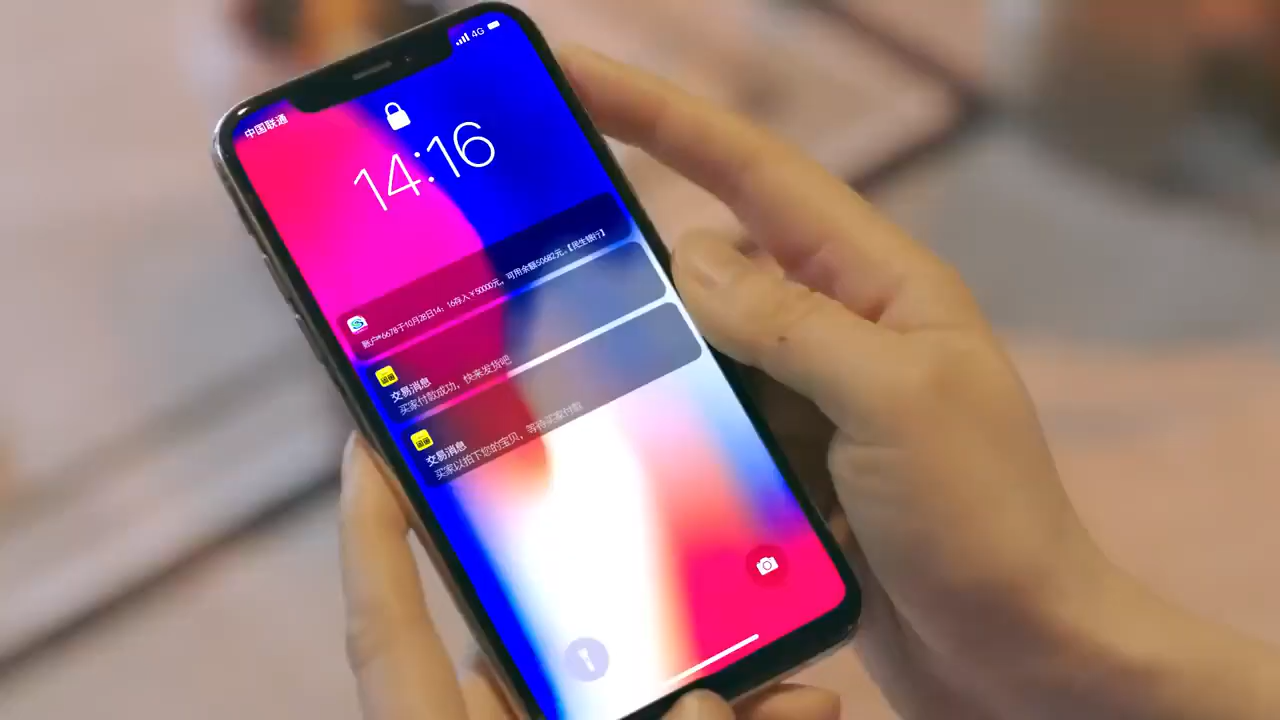 4G
中国联通
14:16
账户*6678于10月28日14：16存入￥50000元，可用余额50682元。【民生银行】
闲鱼
交易消息
买家付款成功，快来发货吧
闲鱼
交易消息
买家以拍下您的宝贝，等待买家付款